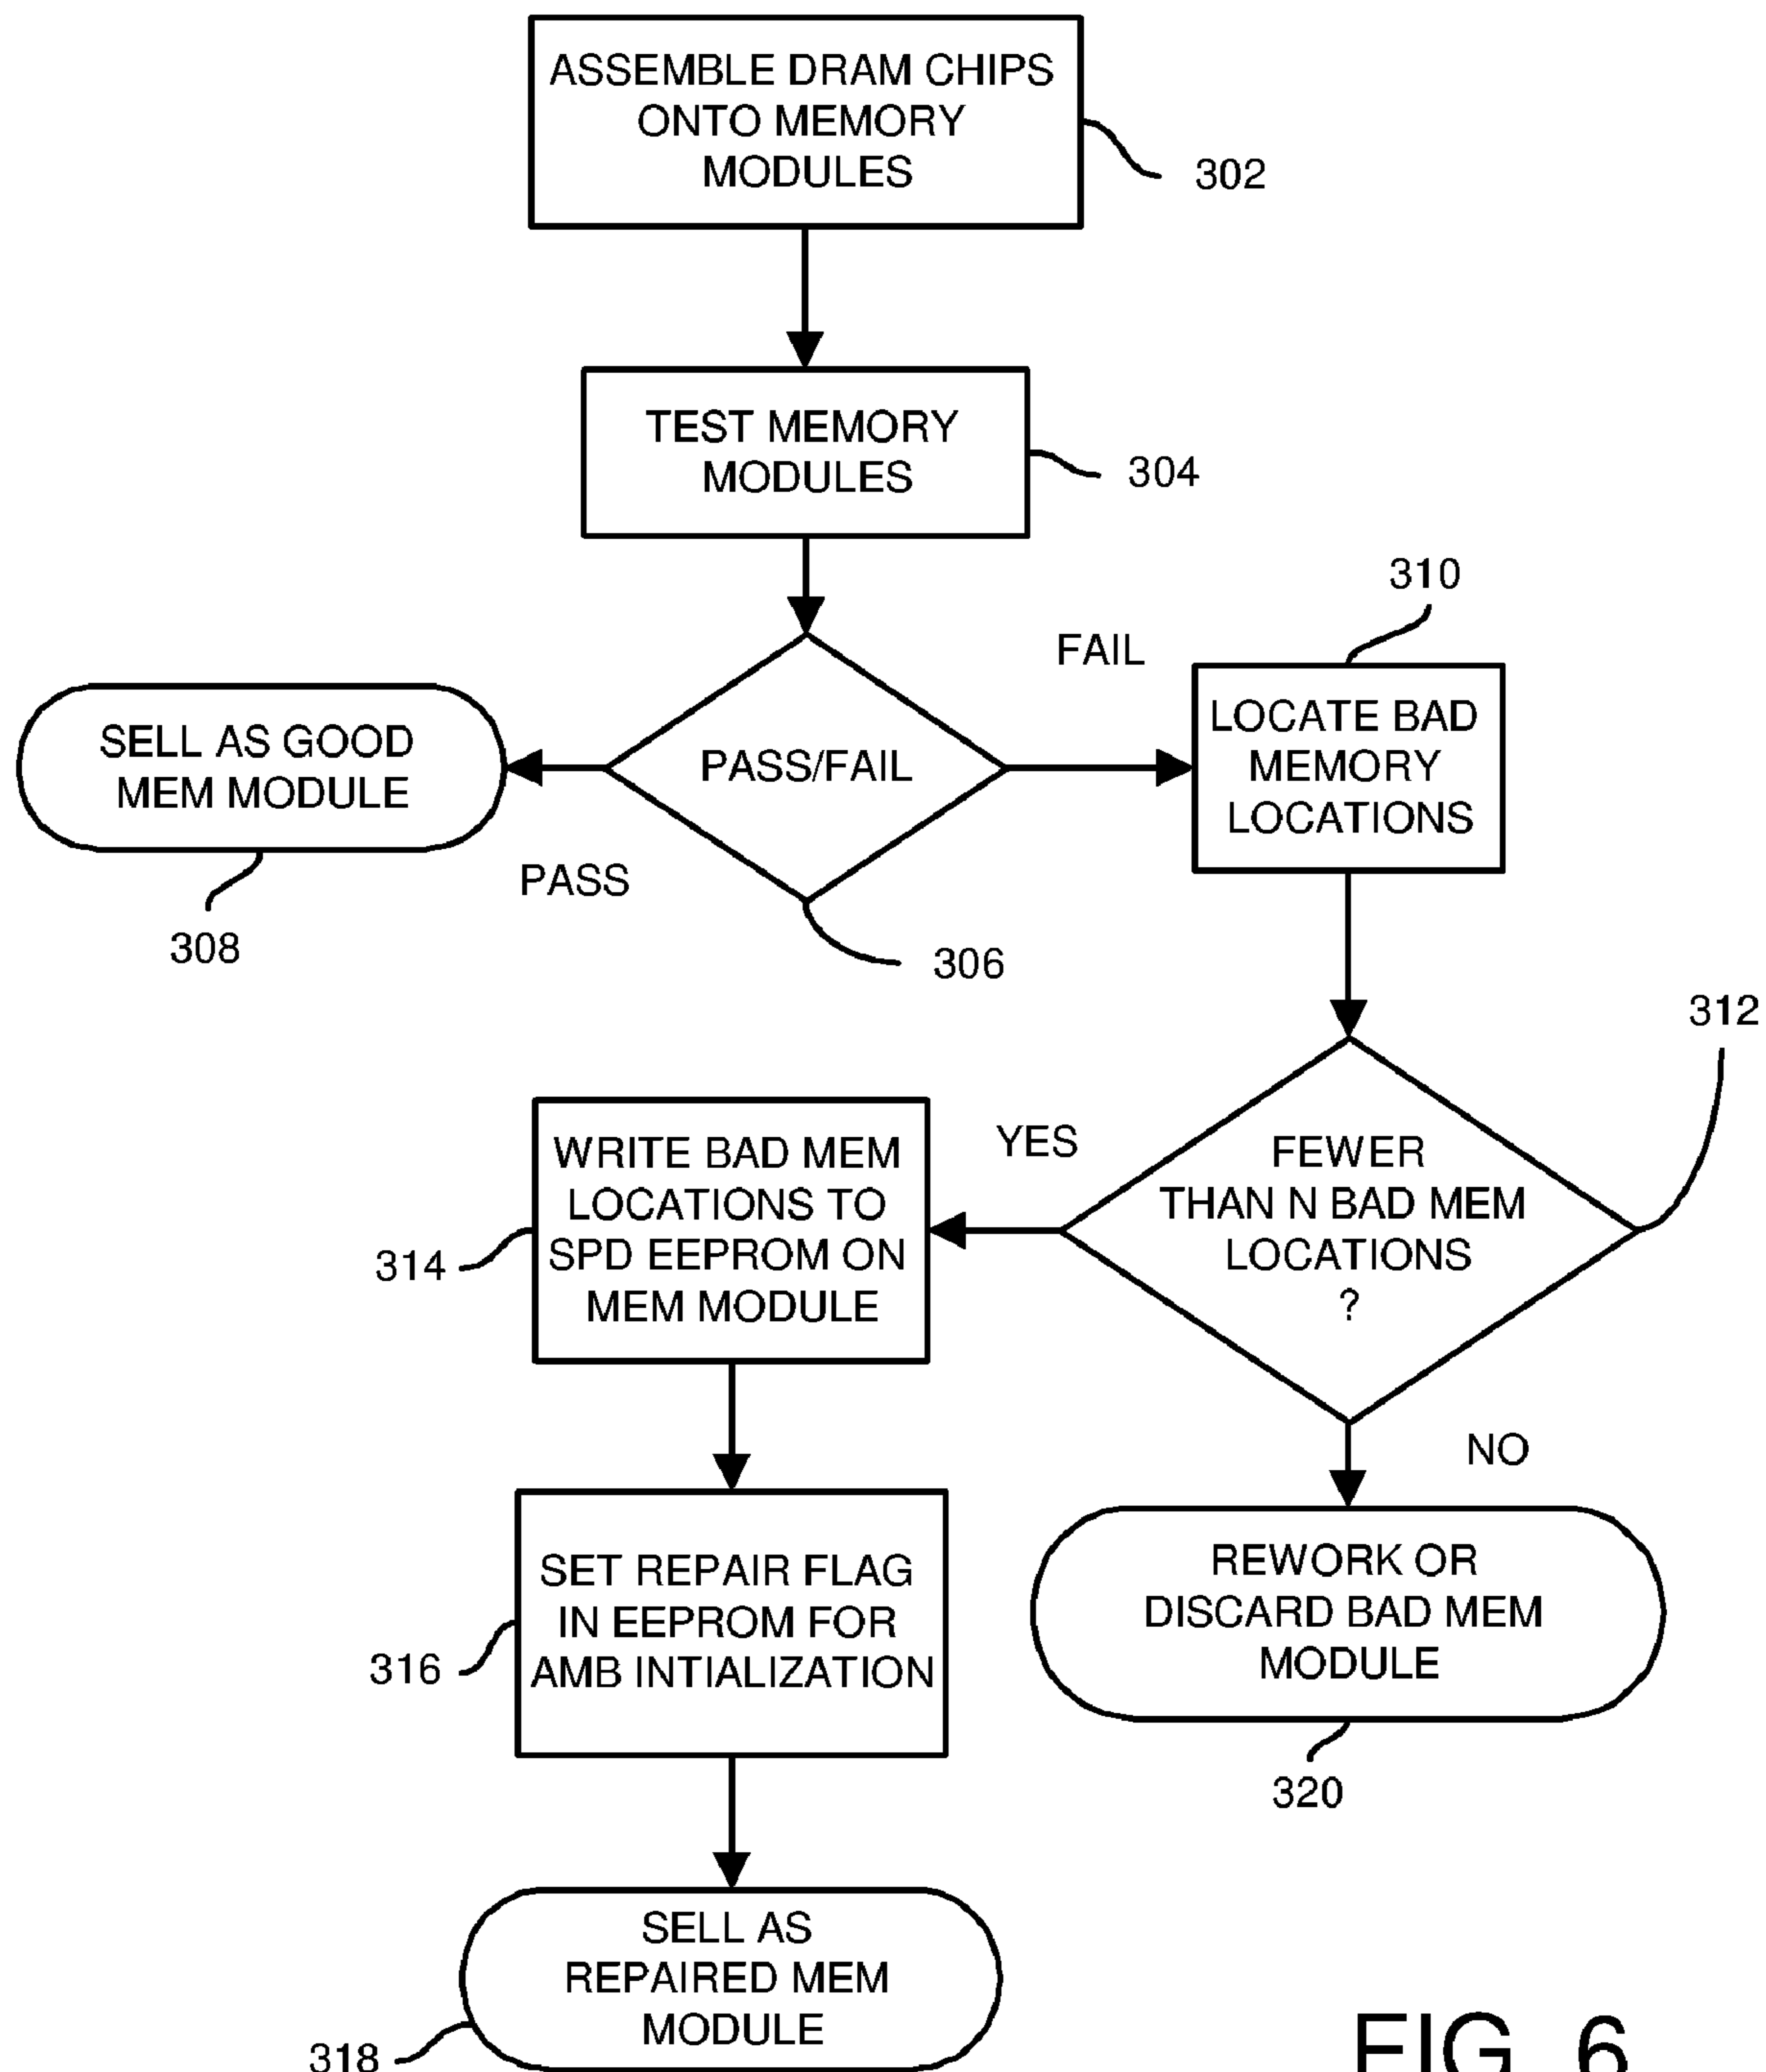 ASSEMBLE DRAM CHIPS
ONTO MEMORY
MODULES
302
TEST MEMORY
MODULES
304
310
FAIL
LOCATE BAD
MEMORY
LOCATIONS
SELL AS GOOD
MEM MODULE
PASS/FAIL
PASS
308
306
312
WRITE BAD MEM
LOCATIONS TO
SPD EEPROM ON
MEM MODULE
YES
FEWER
THAN N BAD MEM
LOCATIONS
?
314
NO
SET REPAIR FLAG
IN EEPROM FOR
AMB INTIALIZATION
316
REWORK OR
DISCARD BAD MEM
MODULE
320
SELL AS
REPAIRED MEM
MODULE
318
FIG. 6